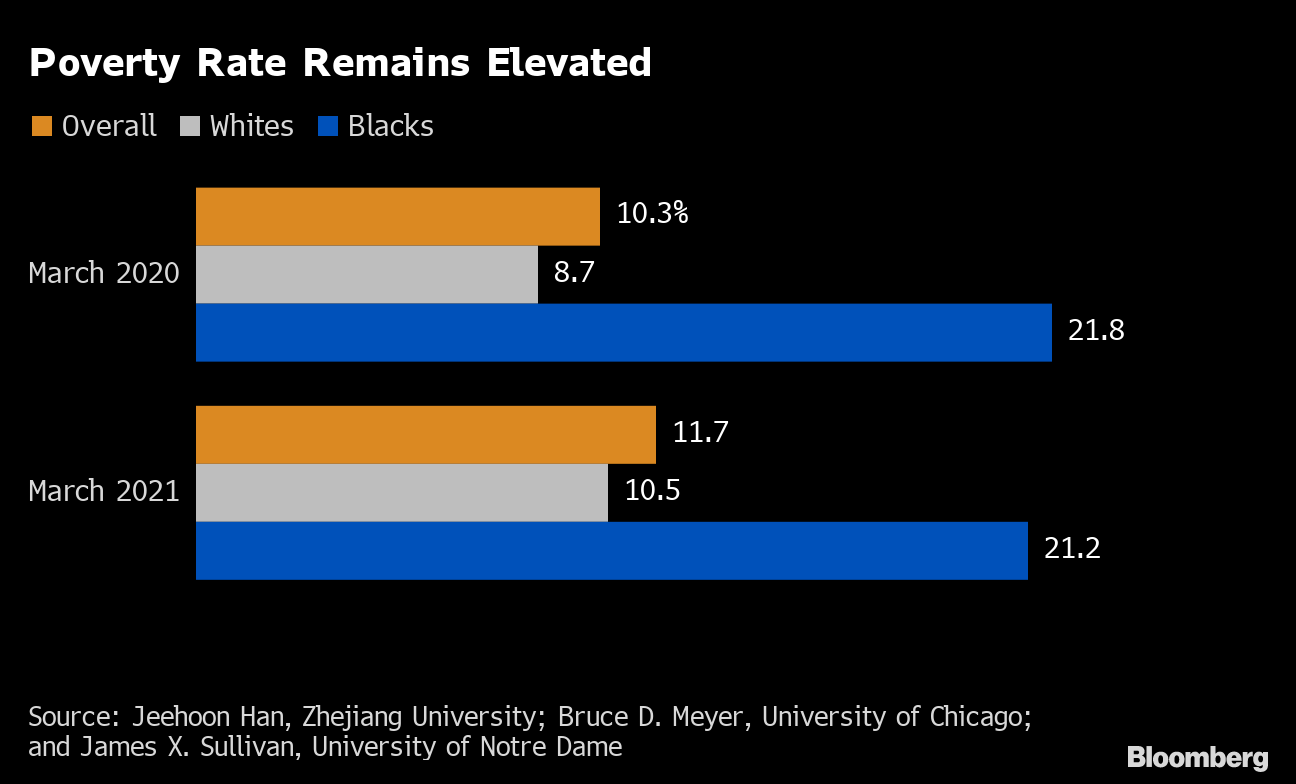 Poverty Rate Remains Elevated
Overall Whites Blacks
10.3%
March 2020 8.7
21.8
11.7
March 2021 10.5
21.2
Source: Jeehoon Han, Zhejiang University; Bruce D. Meyer, University of Chicago;
and James X. Sullivan, University of Notre Dame
Bloomberg